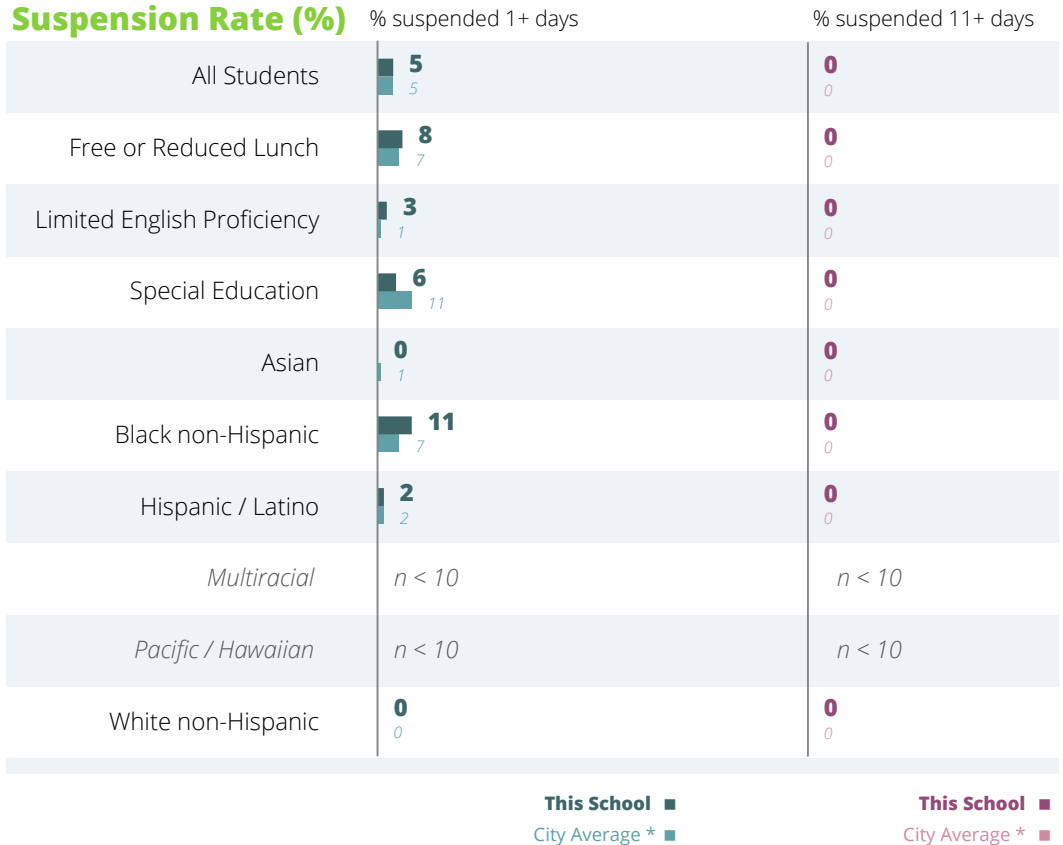 Suspension Rate (%) % suspended 1+ days % suspended 11+ days
All Students 5 0
5 0
Free or Reduced Lunch 8 0
7 0
Limited English Proficiency 3 0
1 0
Special Education 6 0
11 0
Asian 0 0
1 0
Black non-Hispanic 11 0
7 0
Hispanic / Latino 2 0
2 0
Multiracial n < 10 n < 10
Pacific / Hawaiian n < 10 n < 10
White non-Hispanic 0 0
0 0
This School This School
City Average * City Average *